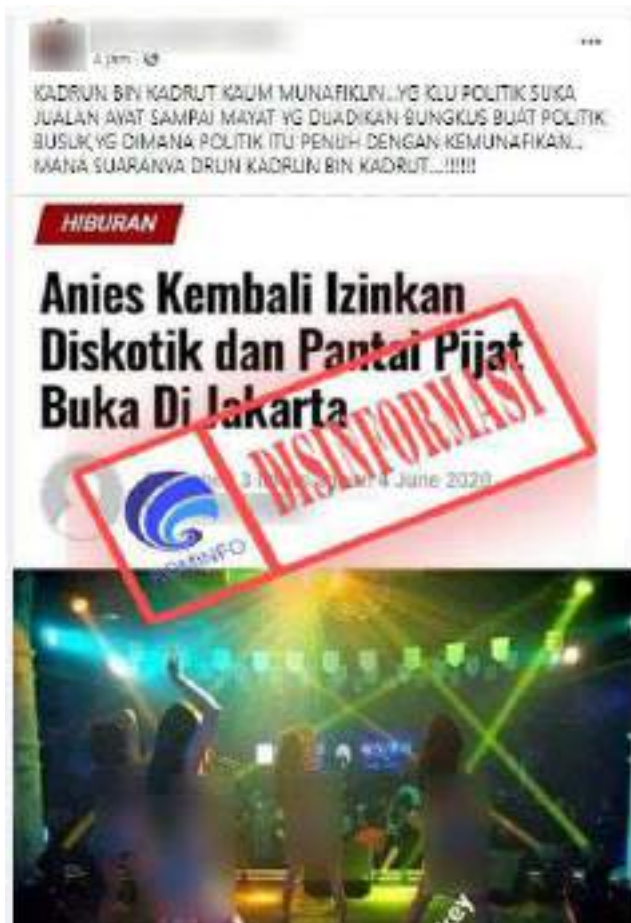 KADRUN BIN KADRUT KAUM MUNAFIKUN...YG KLU POLITIK SUKA
JUALAN AYAT SAMPAI MAYAT YG DIJADIKAN BUNGKUS BUAT POLITIK
BUSUK,YG DIMANA POLITIK ITU PENUH DENGAN KEMUNAFIKAN...
MANA SUARANYA DRUN KADRUN BIN KADRUT....!!!!!!
HIBURAN
Anies Kembali Izinkan
Diskotik dan Pantai Pijat
Buka Di Jakarta
DISINFORMASI
4 June 2020
KOMINFO